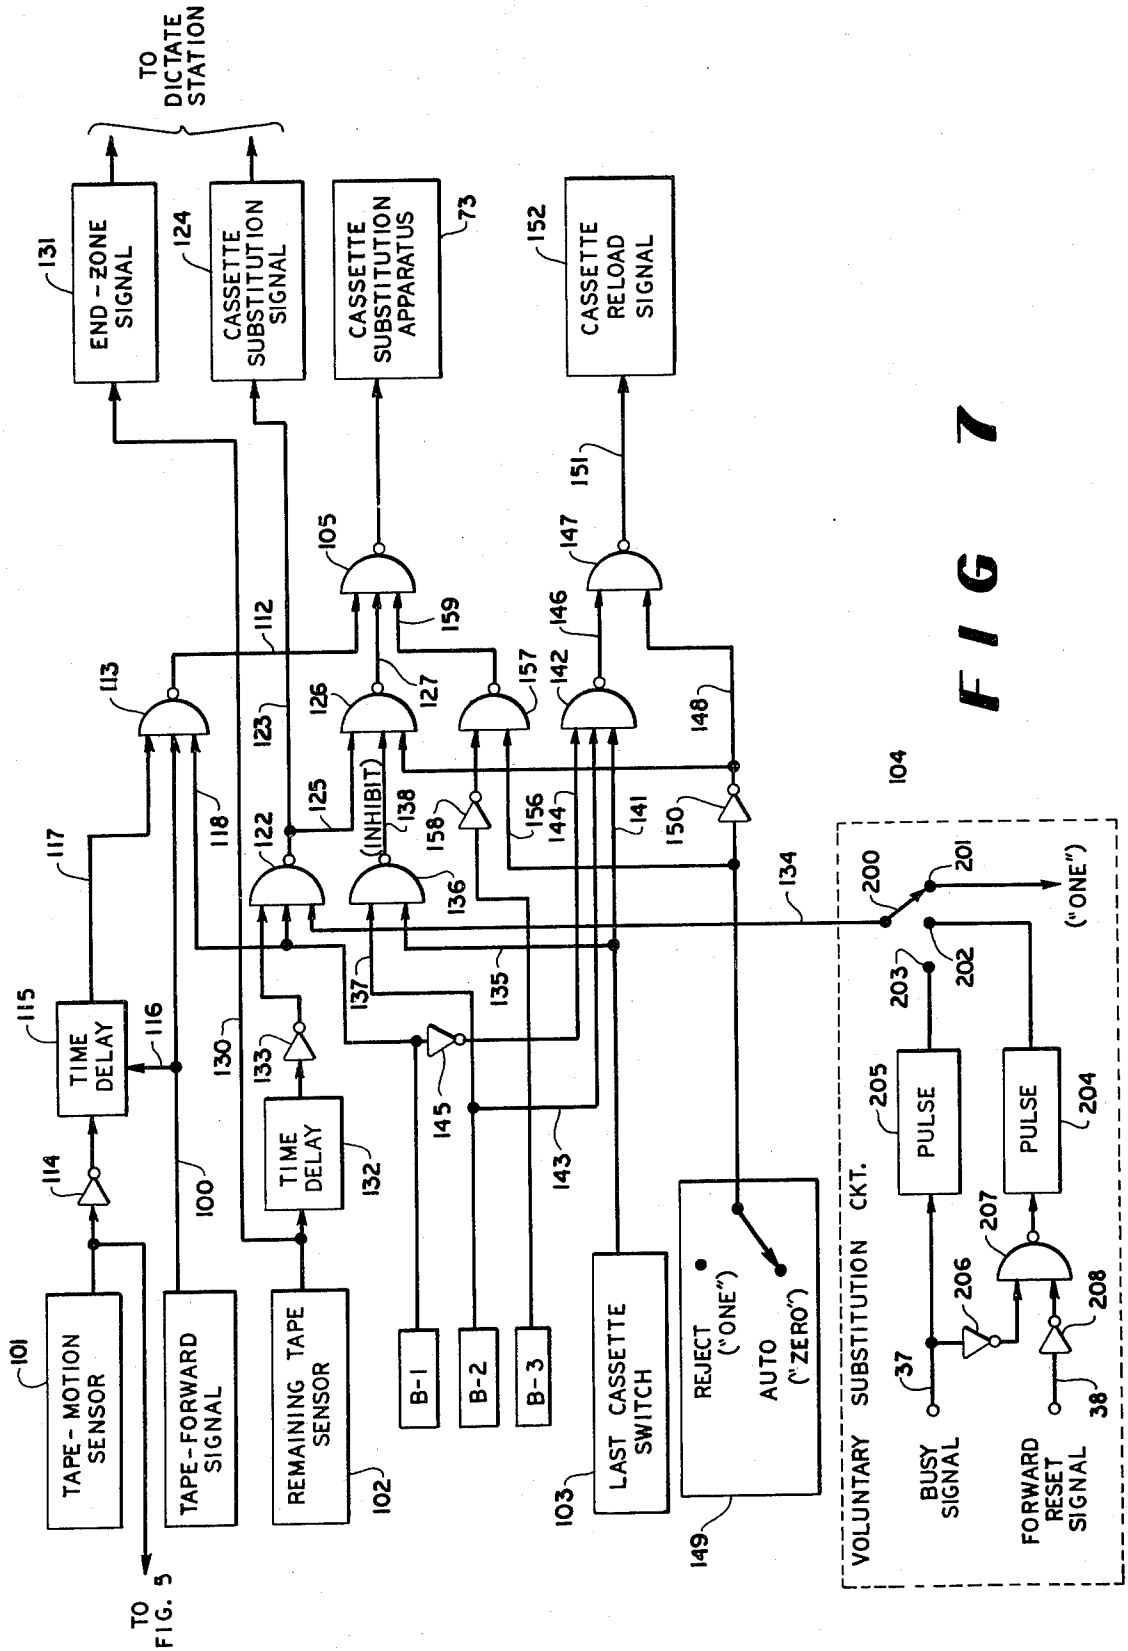 TO
DICTATE
STATION
131
END-ZONE
SIGNAL
124
CASSETTE
SUBSTITUTION
SIGNAL
CASSETTE
SUBSTITUTION
APPARATUS
73
152
CASSETTE
RELOAD
SIGNAL
113
112
123
105
159
127
126
125
122
(INHIBIT)
138
136
157
158
156
142
146
147
151
144
141
148
150
118
117
115
TIME
DELAY
116
114
100
130
133
TIME
DELAY
132
137
135
145
143
134
101
TAPE-MOTION
SENSOR
TO
FIG. 5
TAPE-FORWARD
SIGNAL
REMAINING TAPE
SENSOR
102
B-1
B-2
B-3
LAST CASSETTE
SWITCH
103
REJECT
("ONE")
AUTO
("ZERO")
149
104
VOLUNTARY SUBSTITUTION CKT.
200
201
("ONE")
202
203
205
PULSE
PULSE
204
206
207
208
37
BUSY
SIGNAL
38
FORWARD
RESET
SIGNAL
FIG 7